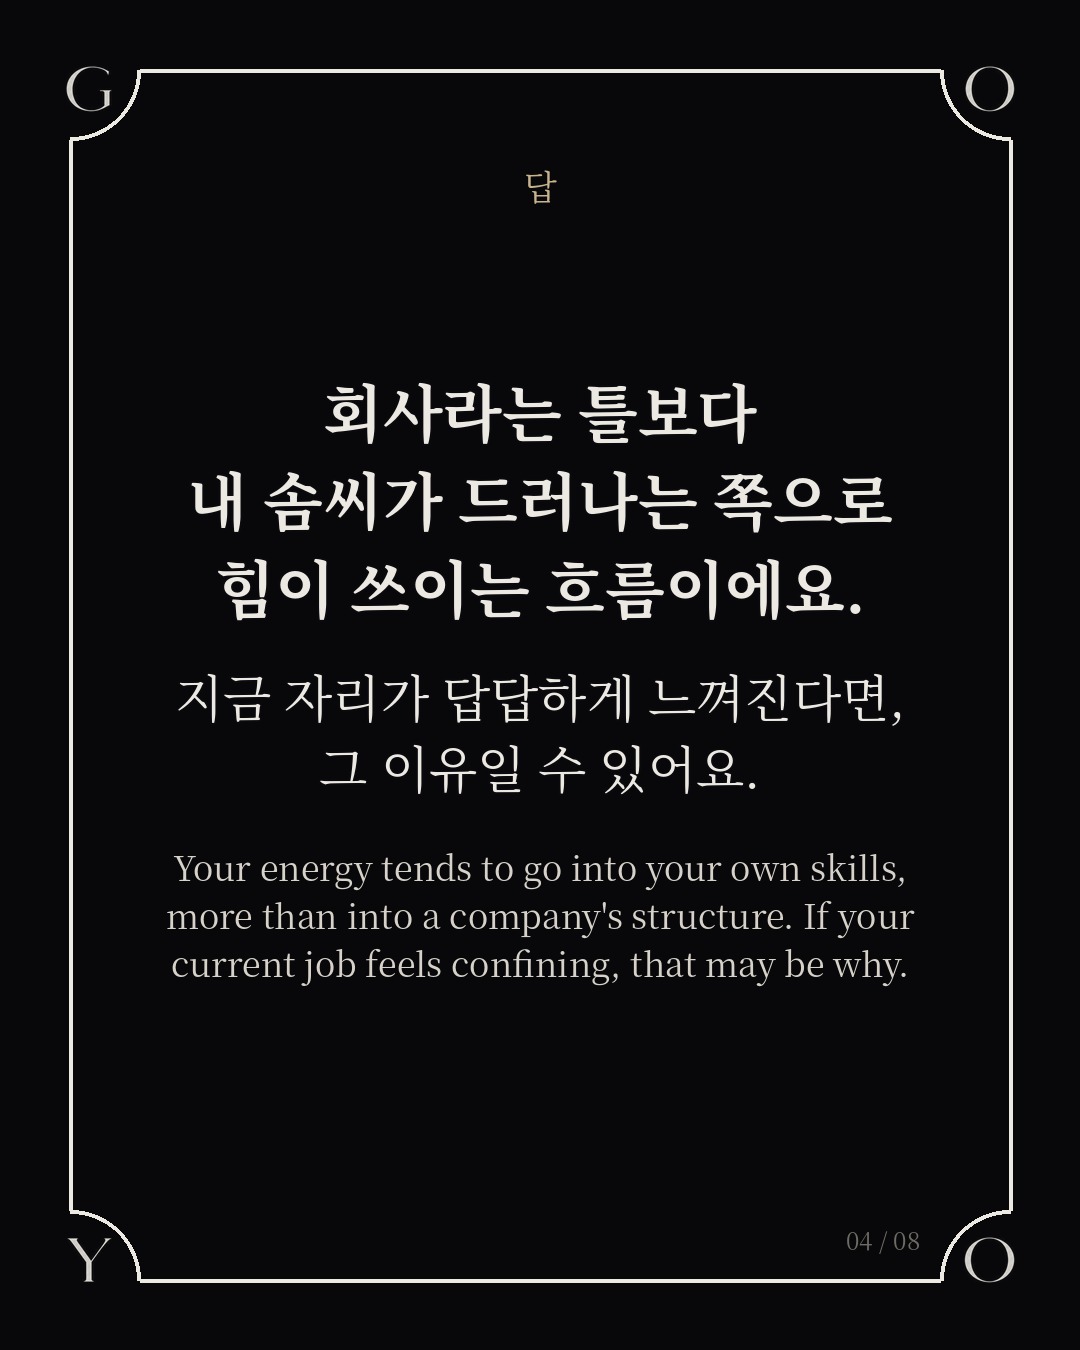 G O
답
회사라는 틀보다
내 솜씨가 드러나는 쪽으로
힘이 쓰이는 흐름이에요.
지금 자리가 답답하게 느껴진다면,
그 이유일 수 있어요.
Your energy tends to go into your own skills,
more than into a company's structure. If your
current job feels confining, that may be why.
04 / 08
Y O